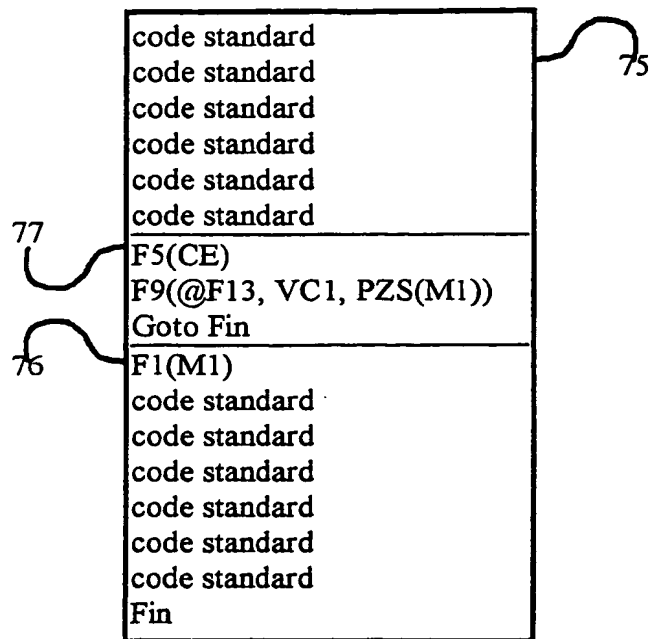 code standard
75
code standard
code standard
code standard
code standard
code standard
77
F5(CE)
F9(@F13, VC1, PZS(M1))
Goto Fin
76
F1(M1)
code standard
code standard
code standard
code standard
code standard
code standard
Fin